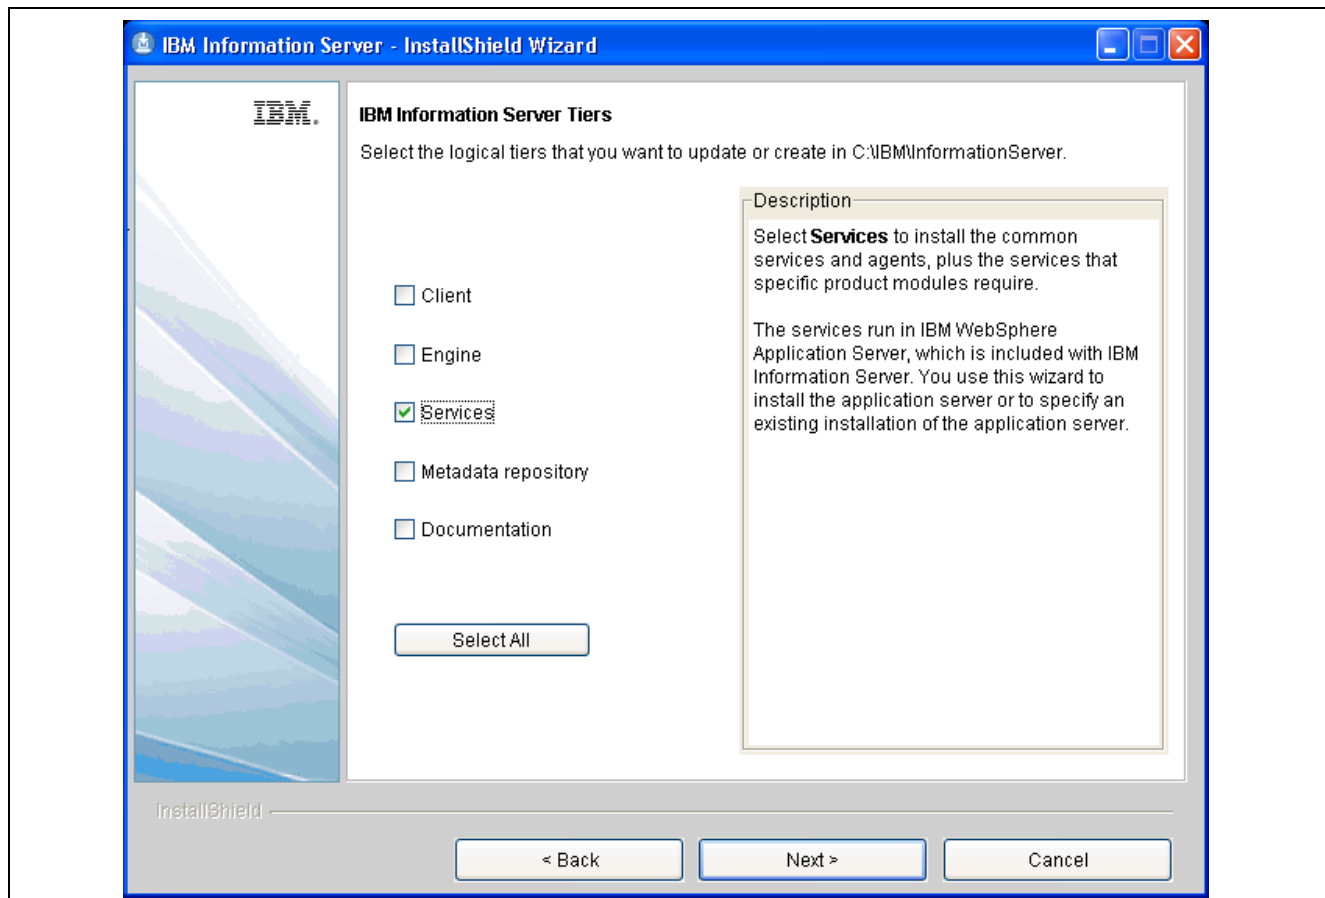 IBM Information Server - InstallShield Wizard
IBM.
IBM Information Server Tiers
Select the logical tiers that you want to update or create in C:\IBM\InformationServer.
Client
Engine
Services
Metadata repository
Documentation
Select All
Description
Select Services to install the common
services and agents, plus the services that
specific product modules require.
The services run in IBM WebSphere
Application Server, which is included with IBM
Information Server. You use this wizard to
install the application server or to specify an
existing installation of the application server.
InstallShield
< Back
Next >
Cancel